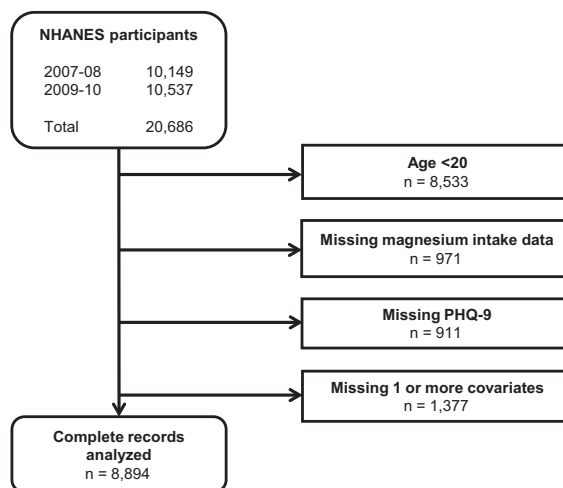 NHANES participants
2007-08 10,149
2009-10 10,537
Total 20,686
Age <20
n = 8,533
Missing magnesium intake data
n = 971
Missing PHQ-9
n = 911
Missing 1 or more covariates
n = 1,377
Complete records
analyzed
n = 8,894